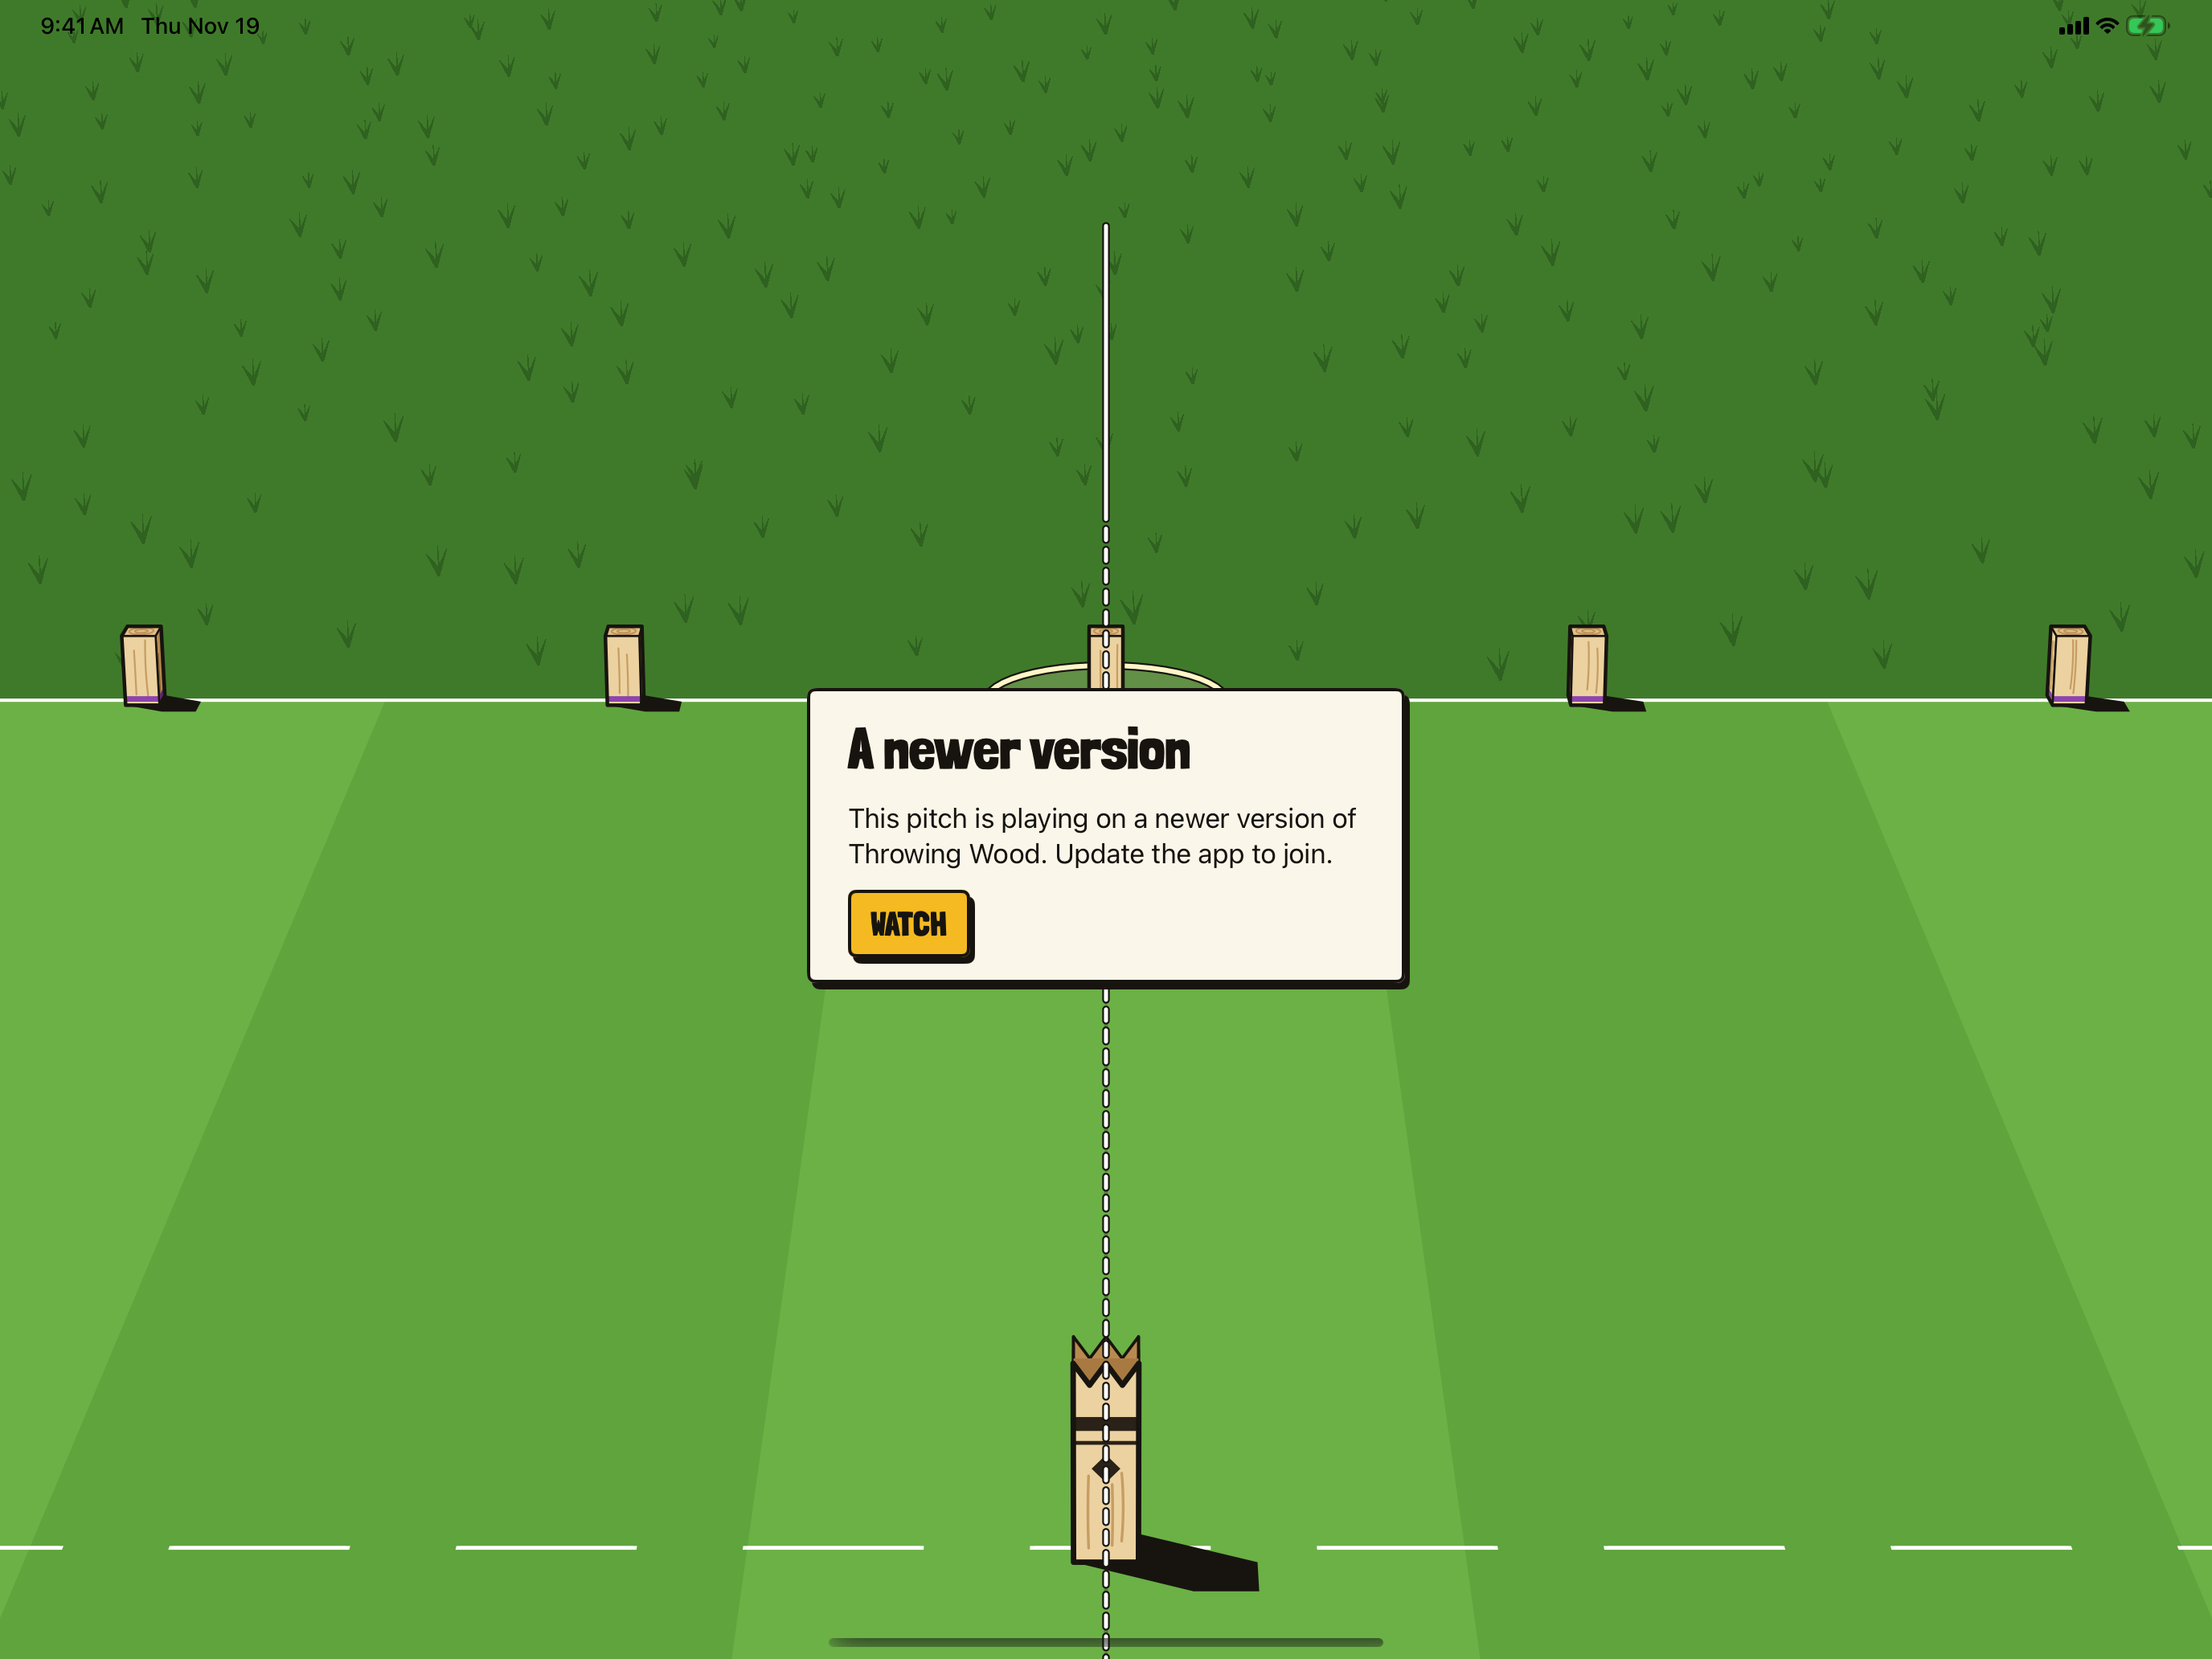 9:41 AM Thu Nov 19
A newer version
This pitch is playing on a newer version of
Throwing Wood. Update the app to join.
WATCH